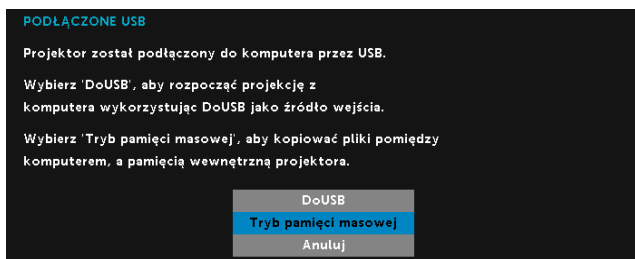 PODŁĄCZONE USB
Projektor został podłączony do komputera przez USB.
Wybierz 'DoUSB', aby rozpocząć projekcję z
komputera wykorzystując DoUSB jako źródło wejścia.
Wybierz 'Tryb pamięci masowej', aby kopiować pliki pomiędzy
komputerem, a pamięcią wewnętrzną projektora.
DoUSB
Tryb pamięci masowej
Anuluj